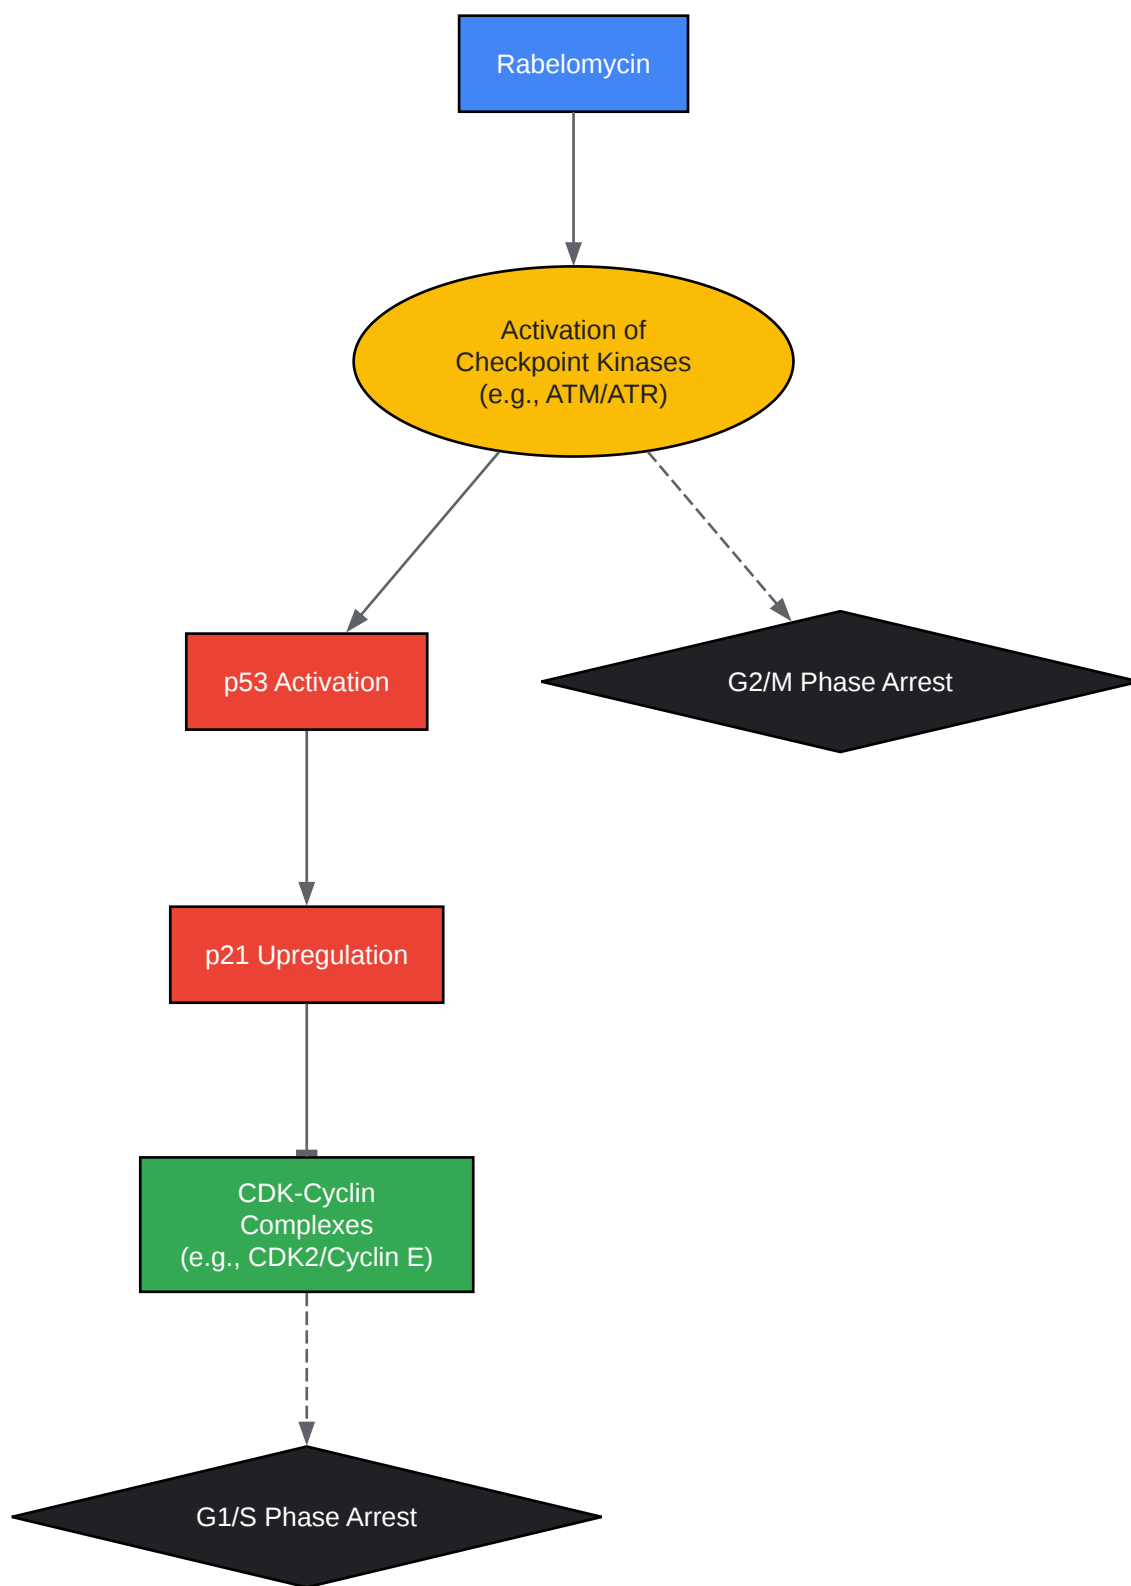 Rabelomycin
Activation of
Checkpoint Kinases
(e.g., ATM/ATR)
p53 Activation
G2/M Phase Arrest
p21 Upregulation
CDK-Cyclin
Complexes
(e.g., CDK2/Cyclin E)
G1/S Phase Arrest